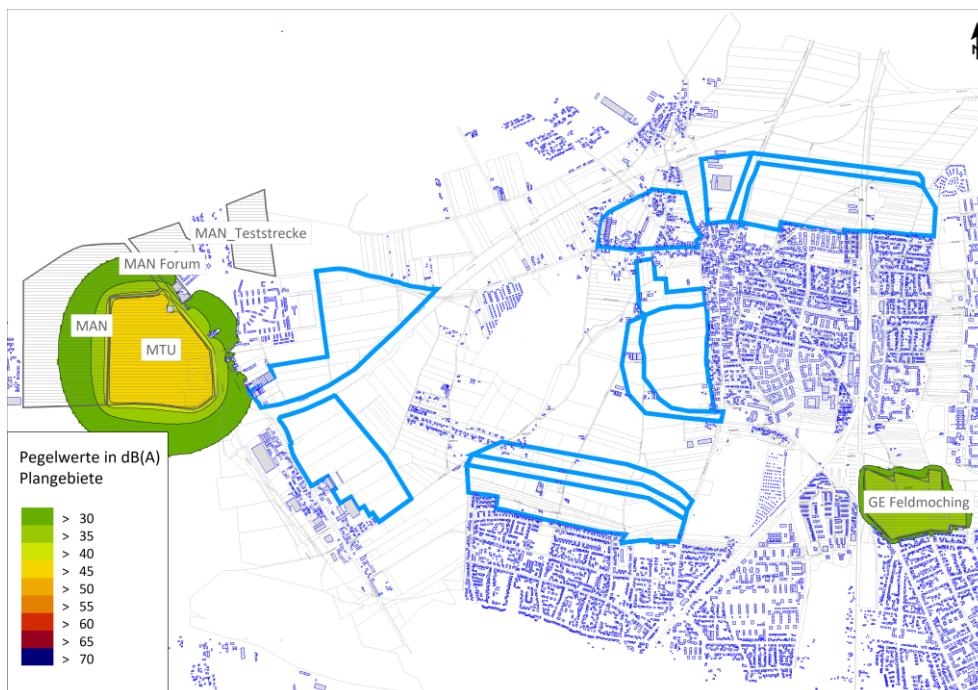 N
MAN_Teststrecke
MAN Forum
MAN
MTU
GE Feldmoching
Pegelwerte in dB(A)
Plangebiete
> 30
> 35
> 40
> 45
> 50
> 55
> 60
> 65
> 70